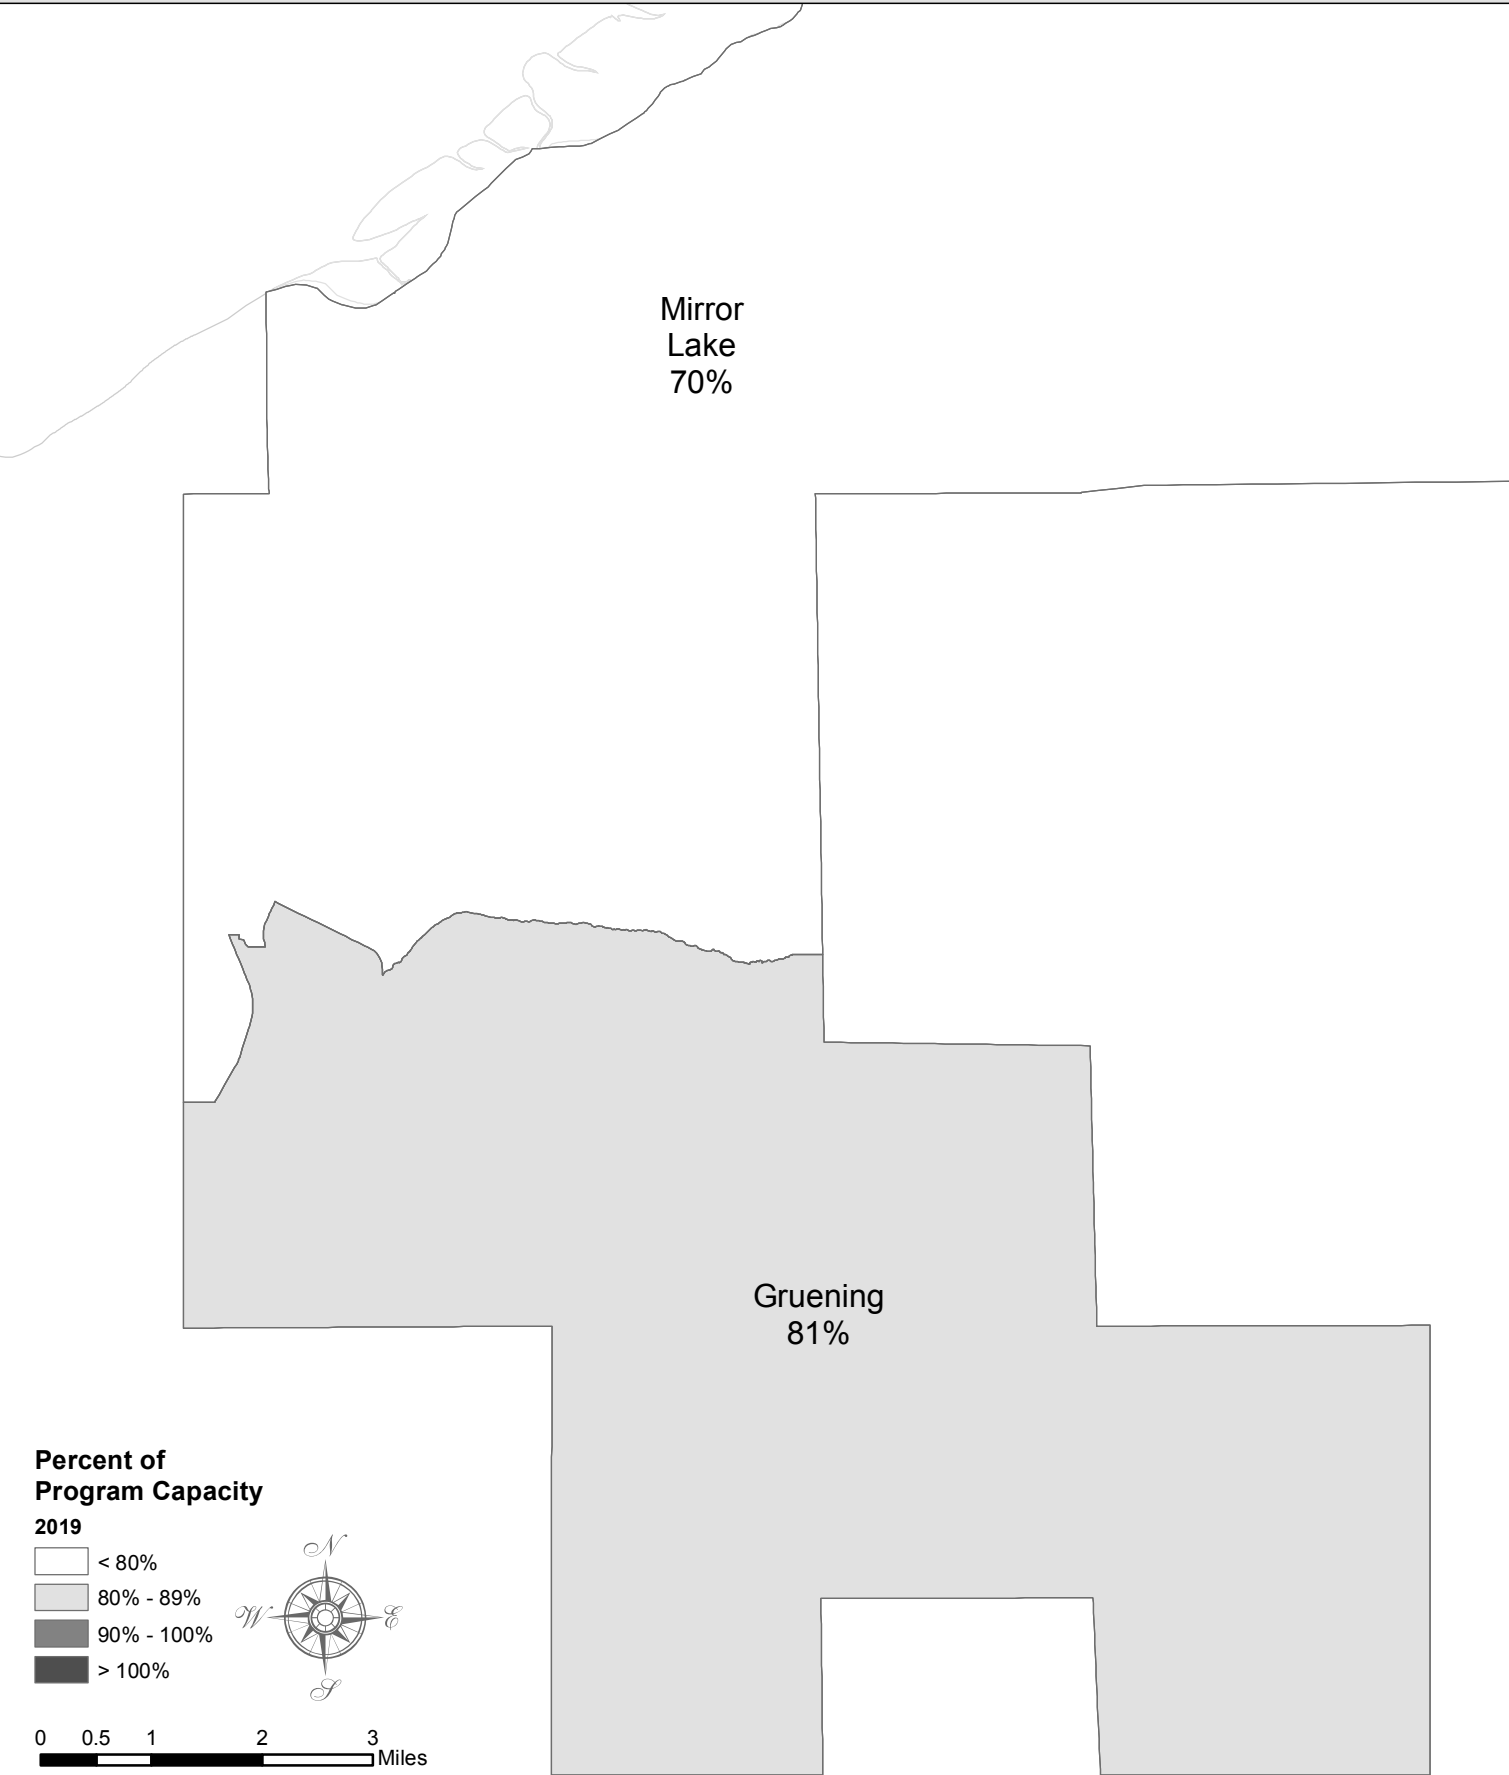 Mirror
Lake
70%
Gruening
81%
Percent of
Program Capacity
2019
< 80%
80% - 89%
90% - 100%
> 100%
N
W
E
S
0 0.5 1 2 3
Miles